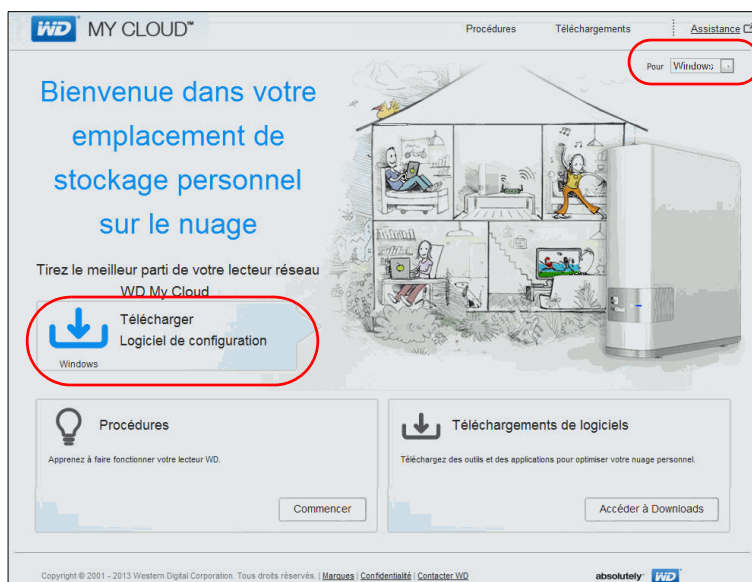 WD MY CLOUD™
Procédures Téléchargements Assistance
Pour Windows
Bienvenue dans votre
emplacement de
stockage personnel
sur le nuage
Tirez le meilleur parti de votre lecteur réseau
WD My Cloud
Télécharger
Logiciel de configuration
Windows
Procédures
Apprenez à faire fonctionner votre lecteur WD.
Commencer
Téléchargements de logiciels
Téléchargez des outils et des applications pour optimiser votre nuage personnel.
Accéder à Downloads
Copyright © 2001 - 2013 Western Digital Corporation. Tous droits réservés. | Marques | Confidentialité | Contacter WD
absolutely WD